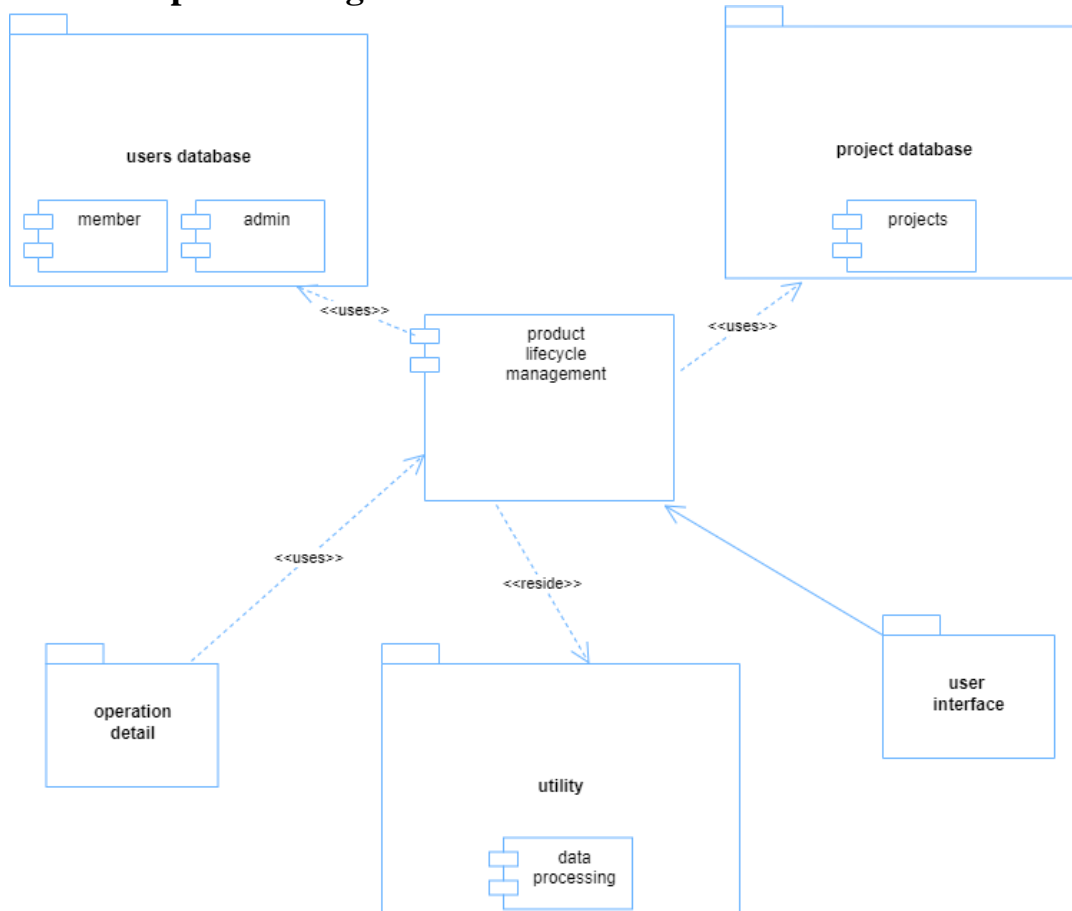 users database
project database
member
admin
projects
<<uses>>
<<uses>>
product
lifecycle
management
<<uses>>
<<reside>>
operation
detail
user
interface
utility
data
processing